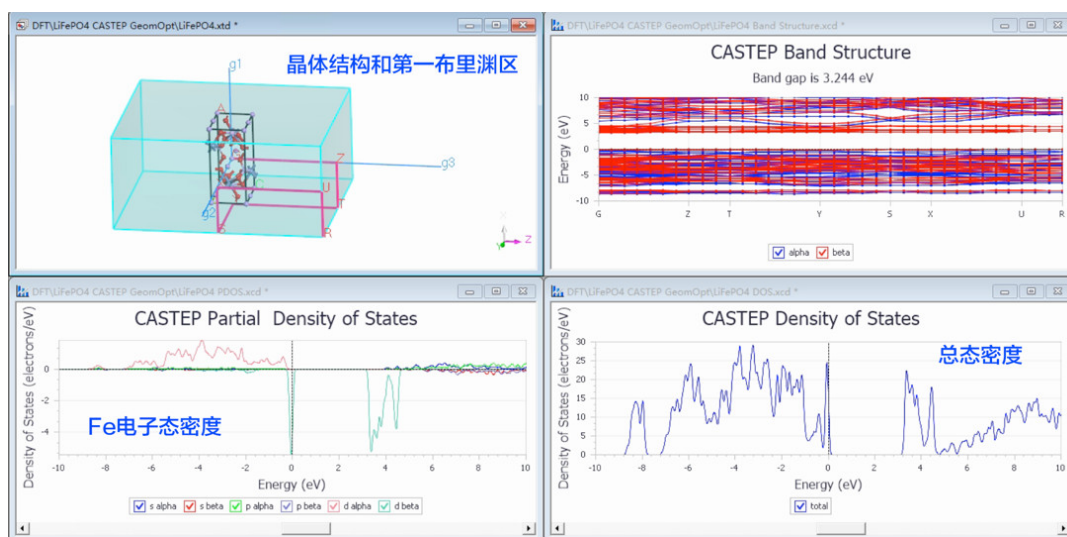 DFT\LiFePO4 CASTEP GeomOpt\LiFePO4.xtd *
晶体结构和第一布里渊区
g1
A
Z
g3
U
T
g2
S
R
X
Y
Z
DFT\LiFePO4 CASTEP GeomOpt\LiFePO4 Band Structure.xcd *
CASTEP Band Structure
Band gap is 3.244 eV
Energy (eV)
10
5
0
-5
-10
G Z T Y S X U R
alpha beta
DFT\LiFePO4 CASTEP GeomOpt\LiFePO4 PDOS.xcd *
CASTEP Partial Density of States
Density of States (electrons/eV)
0
-2
-4
Fe电子态密度
-10 -8 -6 -4 -2 0 2 4 6 8 10
Energy (eV)
s alpha s beta p alpha p beta d alpha d beta
DFT\LiFePO4 CASTEP GeomOpt\LiFePO4 DOS.xcd *
CASTEP Density of States
总态密度
Density of States (electrons/eV)
30
25
20
15
10
5
0
-10 -8 -6 -4 -2 0 2 4 6 8 10
Energy (eV)
total